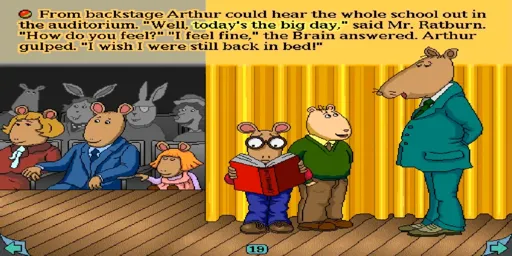 From backstage Arthur could hear the whole school out in
the auditorium. "Well, today's the big day," said Mr. Ratburn.
"How do you feel?" "I feel fine," the Brain answered. Arthur
gulped. "I wish I were still back in bed!"
19